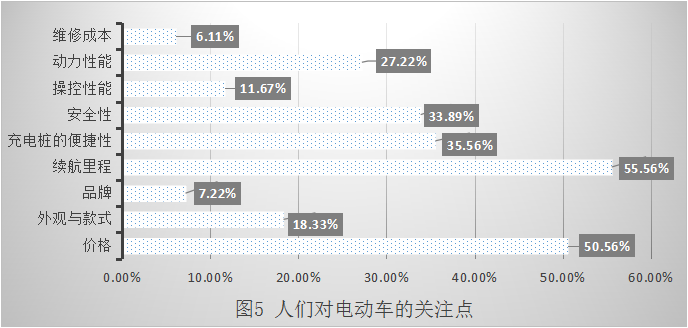 维修成本 6.11%
动力性能 27.22%
操控性能 11.67%
安全性 33.89%
充电桩的便捷性 35.56%
续航里程 55.56%
品牌 7.22%
外观与款式 18.33%
价格 50.56%
0.00% 10.00% 20.00% 30.00% 40.00% 50.00% 60.00%
图5 人们对电动车的关注点